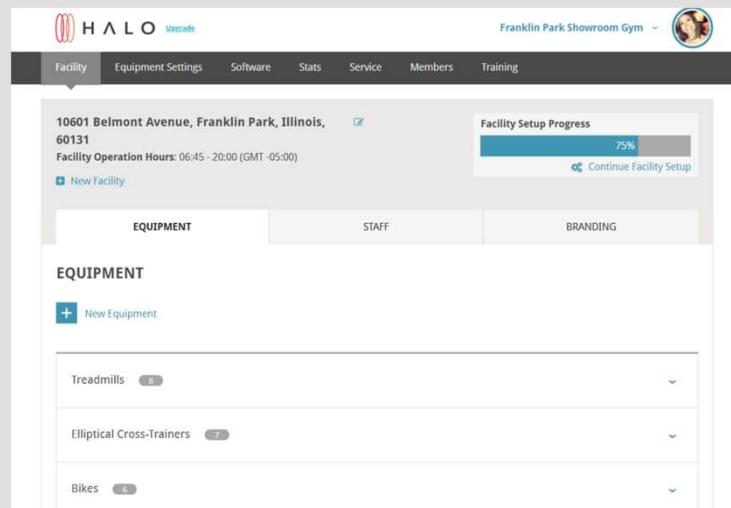 HALO Upgrade
Franklin Park Showroom Gym
Facility Equipment Settings Software Stats Service Members Training
10601 Belmont Avenue, Franklin Park, Illinois,
60131
Facility Operation Hours: 06:45 - 20:00 (GMT -05:00)
New Facility
Facility Setup Progress
75%
Continue Facility Setup
EQUIPMENT STAFF BRANDING
EQUIPMENT
New Equipment
Treadmills 8
Elliptical Cross-Trainers 7
Bikes 6